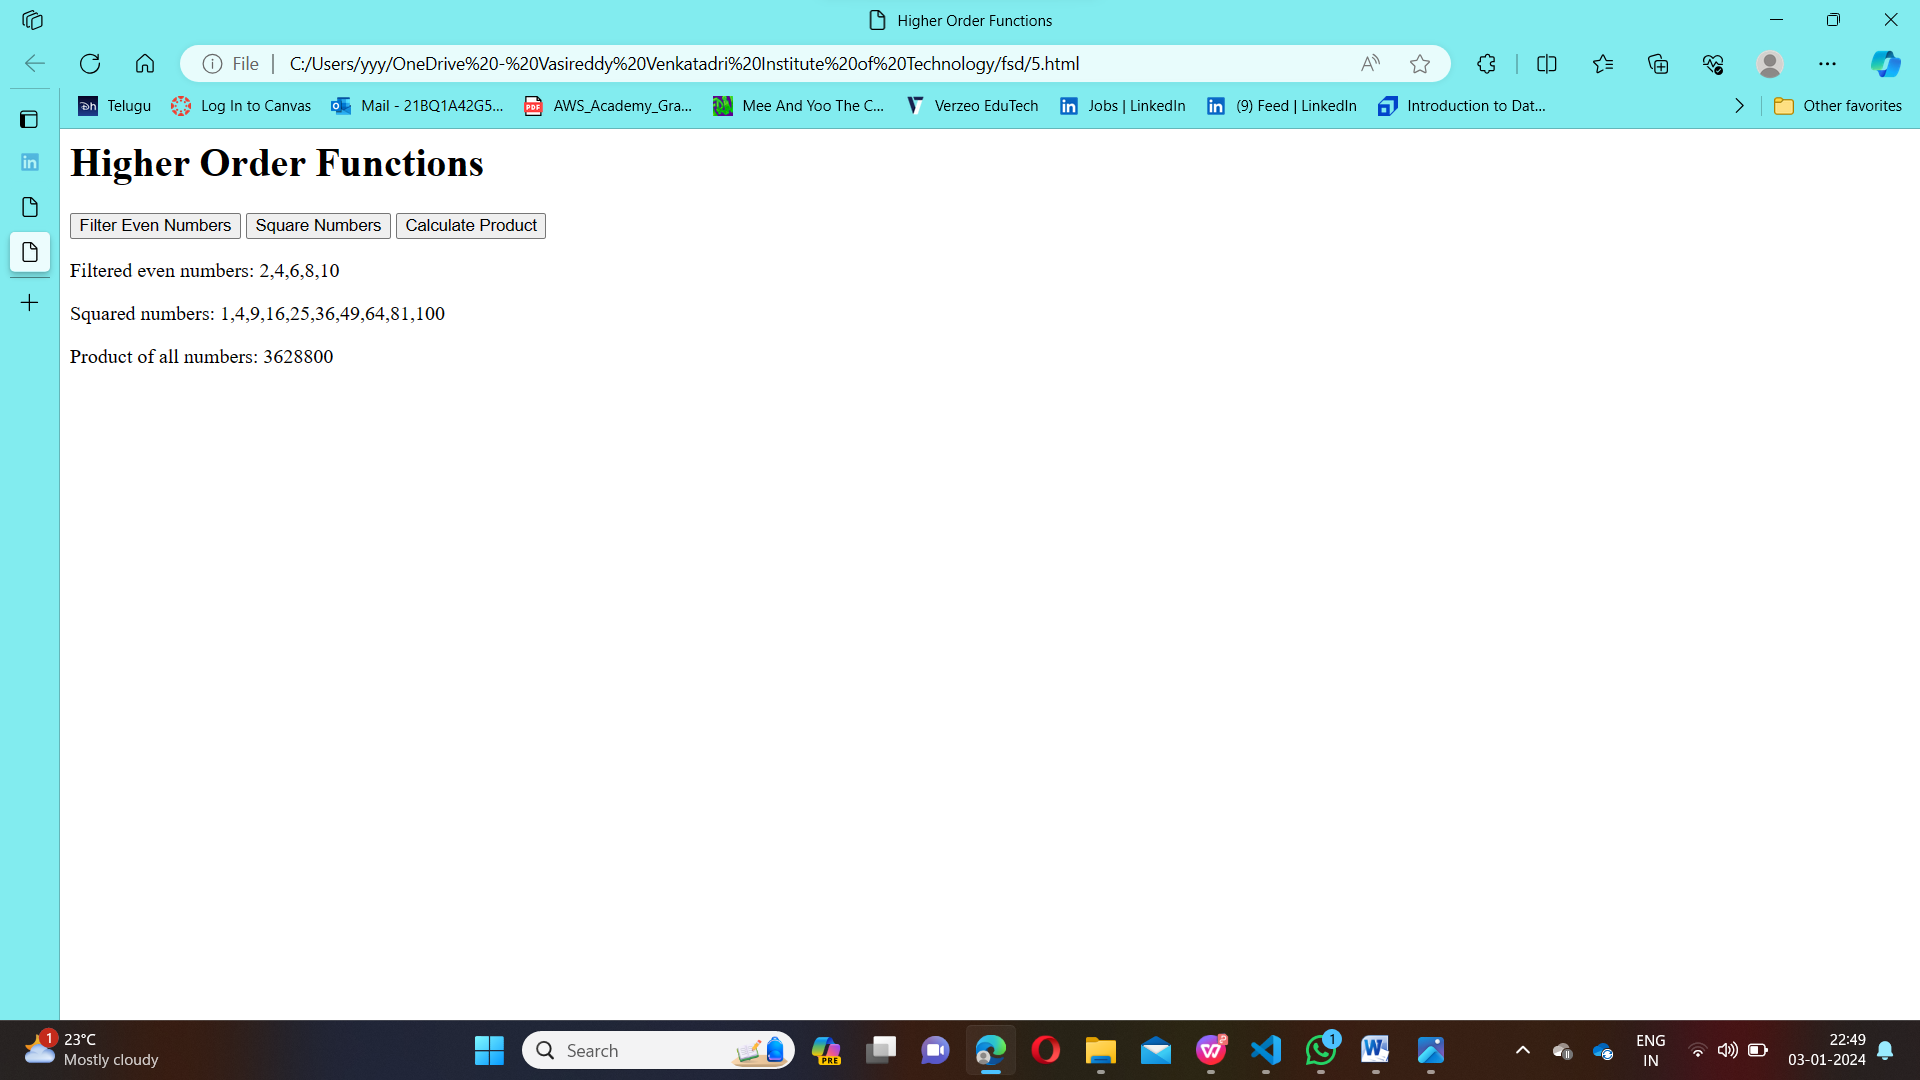 Higher Order Functions
File
C:/Users/yyy/OneDrive%20-%20Vasireddy%20Venkatadri%20Institute%20of%20Technology/fsd/5.html
Telugu
Log In to Canvas
Mail - 21BQ1A42G5...
AWS_Academy_Gra...
Mee And Yoo The C...
Verzeo EduTech
Jobs | LinkedIn
(9) Feed | LinkedIn
Introduction to Dat...
Other favorites
Higher Order Functions
Filter Even Numbers Square Numbers Calculate Product
Filtered even numbers: 2,4,6,8,10
Squared numbers: 1,4,9,16,25,36,49,64,81,100
Product of all numbers: 3628800
1
23°C
Mostly cloudy
Search
PRE
1
ENG
IN
22:49
03-01-2024